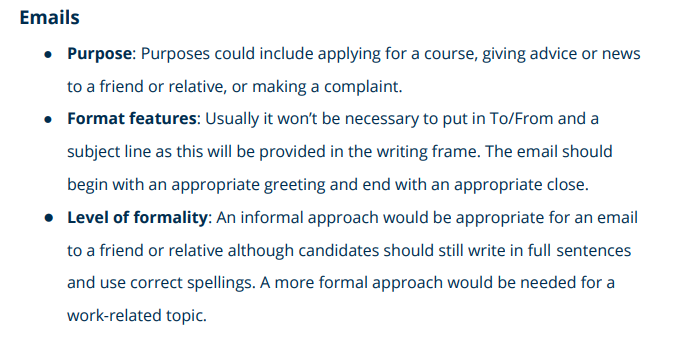 Emails
● Purpose: Purposes could include applying for a course, giving advice or news
to a friend or relative, or making a complaint.
● Format features: Usually it won’t be necessary to put in To/From and a
subject line as this will be provided in the writing frame. The email should
begin with an appropriate greeting and end with an appropriate close.
● Level of formality: An informal approach would be appropriate for an email
to a friend or relative although candidates should still write in full sentences
and use correct spellings. A more formal approach would be needed for a
work-related topic.